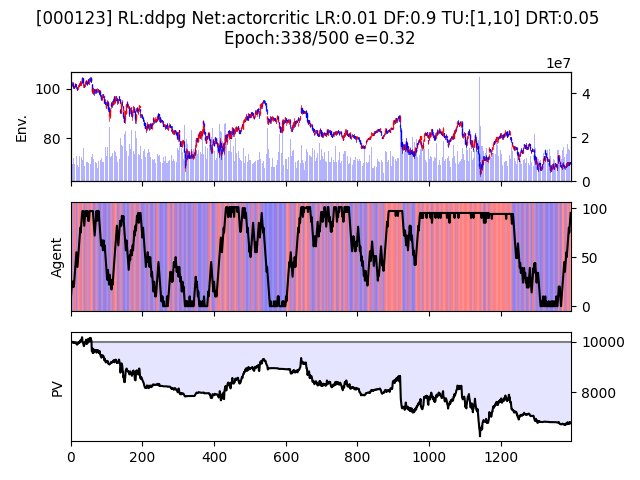 [000123] RL:ddpg Net:actorcritic LR:0.01 DF:0.9 TU:[1,10] DRT:0.05
Epoch:338/500 e=0.32
1e7
100
80
Env.
4
2
0
Agent
100
50
0
PV
10000
8000
0 200 400 600 800 1000 1200